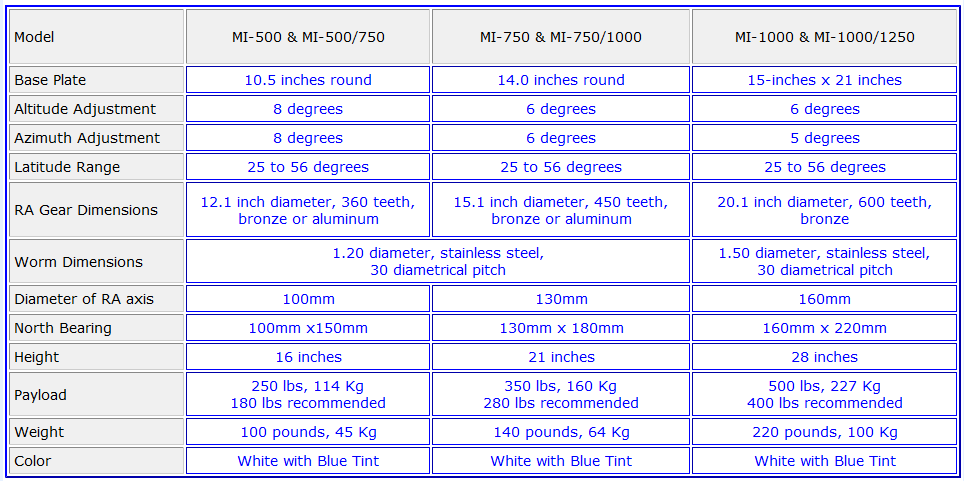 Model MI-500 & MI-500/750 MI-750 & MI-750/1000 MI-1000 & MI-1000/1250
Base Plate 10.5 inches round 14.0 inches round 15-inches x 21 inches
Altitude Adjustment 8 degrees 6 degrees 6 degrees
Azimuth Adjustment 8 degrees 6 degrees 5 degrees
Latitude Range 25 to 56 degrees 25 to 56 degrees 25 to 56 degrees
RA Gear Dimensions 12.1 inch diameter, 360 teeth, 15.1 inch diameter, 450 teeth, 20.1 inch diameter, 600 teeth,
bronze or aluminum bronze or aluminum bronze
Worm Dimensions 1.20 diameter, stainless steel, 1.50 diameter, stainless steel,
30 diametrical pitch 30 diametrical pitch
Diameter of RA axis 100mm 130mm 160mm
North Bearing 100mm x150mm 130mm x 180mm 160mm x 220mm
Height 16 inches 21 inches 28 inches
Payload 250 lbs, 114 Kg 350 lbs, 160 Kg 500 lbs, 227 Kg
180 lbs recommended 280 lbs recommended 400 lbs recommended
Weight 100 pounds, 45 Kg 140 pounds, 64 Kg 220 pounds, 100 Kg
Color White with Blue Tint White with Blue Tint White with Blue Tint